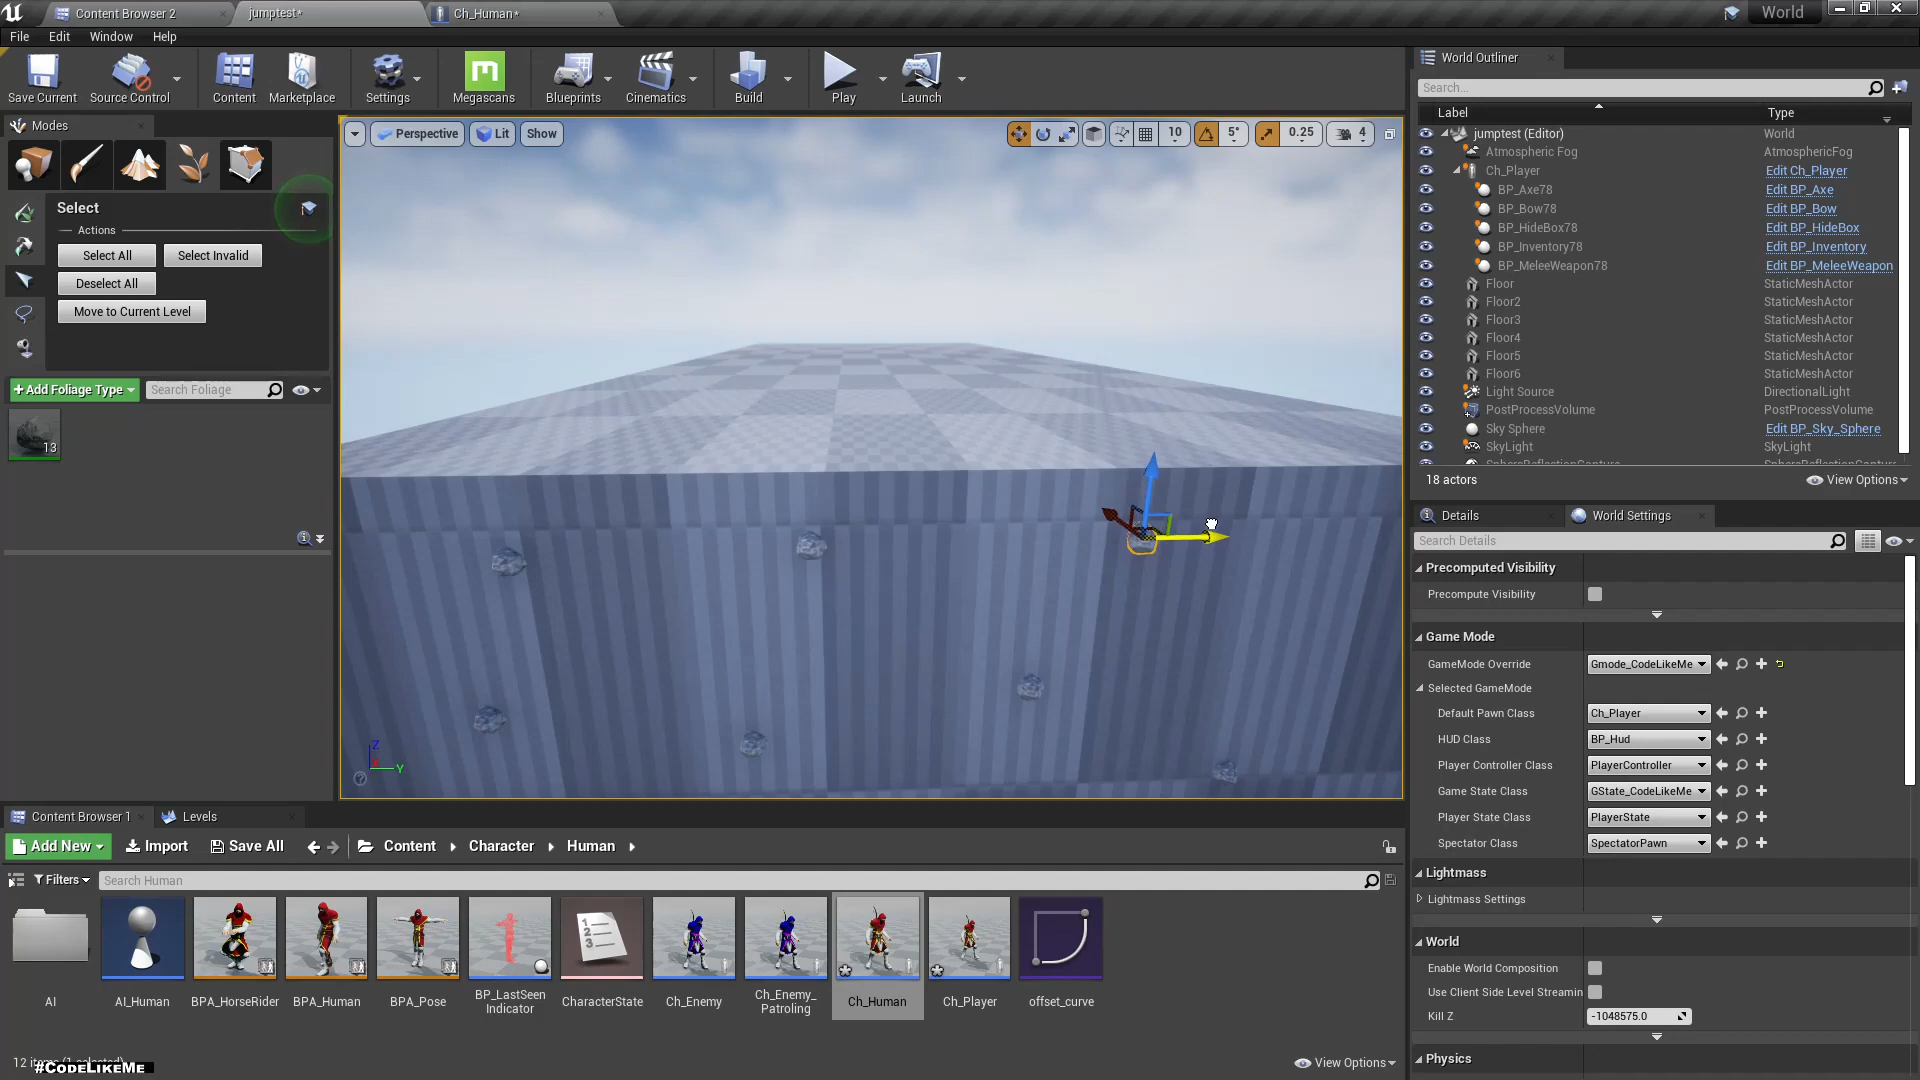 Content Browser 2
jumptest*
Ch_Human*
World
File Edit Window Help
Save Current
Source Control
Content
Marketplace
Settings
Megascans
Blueprints
Cinematics
Build
Play
Launch
Modes
Select
Actions
Select All
Select Invalid
Deselect All
Move to Current Level
+Add Foliage Type
Search Foliage
13
Perspective
Lit
Show
10
5°
0.25
4
Z
Y
World Outliner
Search...
Label
Type
jumptest (Editor) World
Atmospheric Fog AtmosphericFog
Ch_Player Edit Ch_Player
BP_Axe78 Edit BP_Axe
BP_Bow78 Edit BP_Bow
BP_HideBox78 Edit BP_HideBox
BP_Inventory78 Edit BP_Inventory
BP_MeleeWeapon78 Edit BP_MeleeWeapon
Floor StaticMeshActor
Floor2 StaticMeshActor
Floor3 StaticMeshActor
Floor4 StaticMeshActor
Floor5 StaticMeshActor
Floor6 StaticMeshActor
Light Source DirectionalLight
PostProcessVolume PostProcessVolume
Sky Sphere Edit BP_Sky_Sphere
SkyLight SkyLight
18 actors
View Options
Details
World Settings
Search Details
Precomputed Visibility
Precompute Visibility
Game Mode
GameMode Override Gmode_CodeLikeMe
Selected GameMode
Default Pawn Class Ch_Player
HUD Class BP_Hud
Player Controller Class PlayerController
Game State Class GState_CodeLikeMe
Player State Class PlayerState
Spectator Class SpectatorPawn
Lightmass
Lightmass Settings
World
Enable World Composition
Use Client Side Level Streamin
Kill Z -1048575.0
Physics
Content Browser 1
Levels
Add New
Import
Save All
Content
Character
Human
Filters
Search Human
AI
AI_Human
BPA_HorseRider
BPA_Human
BPA_Pose
BP_LastSeen
Indicator
CharacterState
Ch_Enemy
Ch_Enemy_
Patroling
Ch_Human
Ch_Player
offset_curve
12 items (1 selected)
View Options
#CodeLikeMe